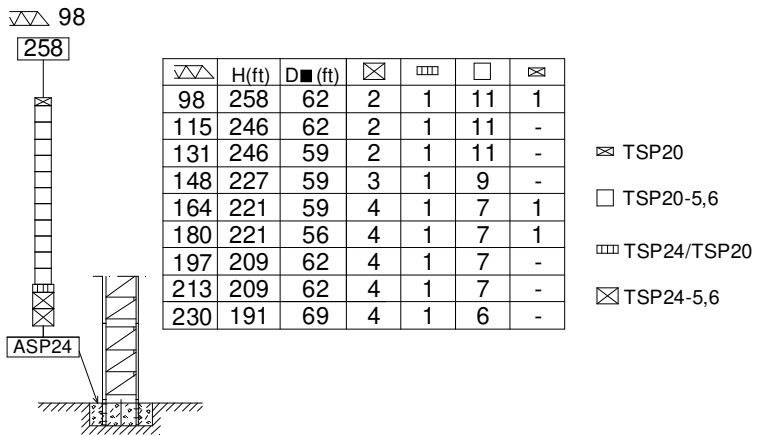 98
258
H(ft) D■(ft)
98 258 62 2 1 11 1
115 246 62 2 1 11 -
131 246 59 2 1 11 -
148 227 59 3 1 9 -
164 221 59 4 1 7 1
180 221 56 4 1 7 1
197 209 62 4 1 7 -
213 209 62 4 1 7 -
230 191 69 4 1 6 -
TSP20
TSP20-5,6
TSP24/TSP20
TSP24-5,6
ASP24